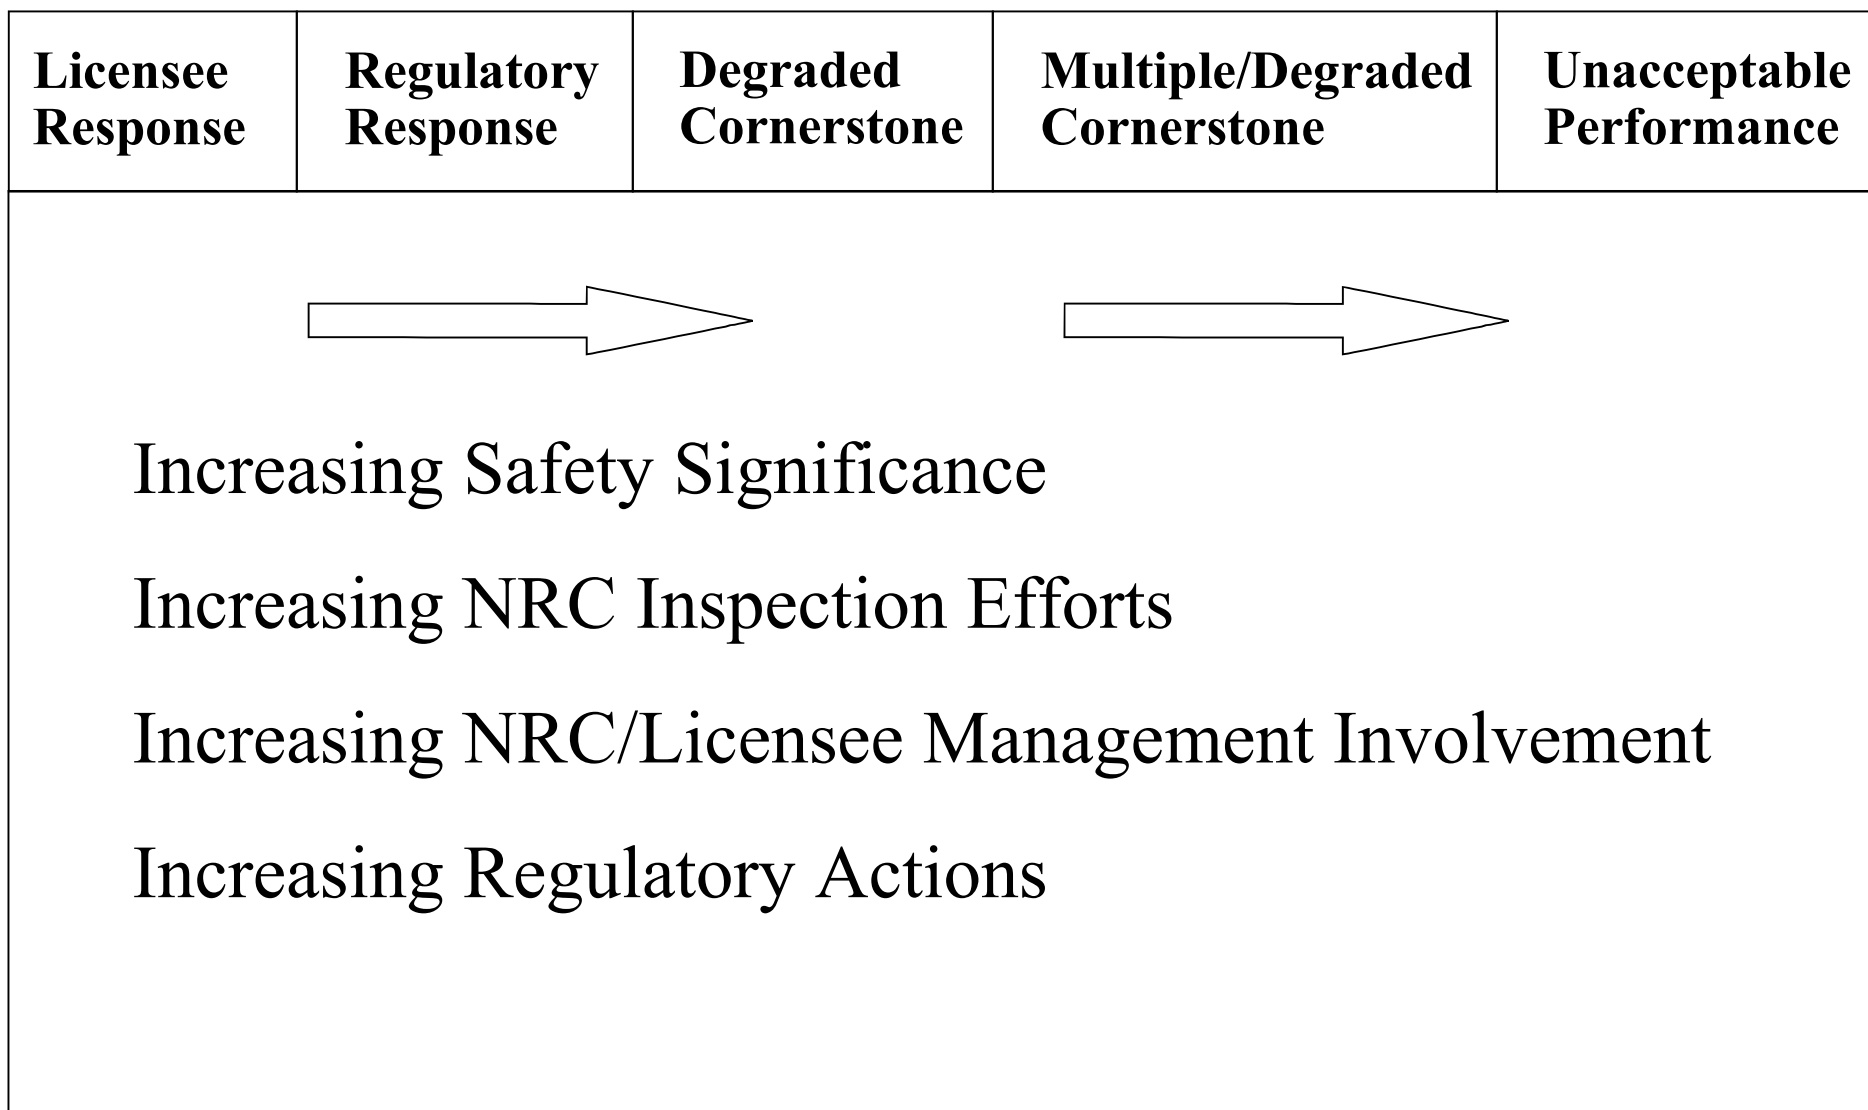 Licensee
Response
Regulatory
Response
Degraded
Cornerstone
Multiple/Degraded
Cornerstone
Unacceptable
Performance
Increasing Safety Significance
Increasing NRC Inspection Efforts
Increasing NRC/Licensee Management Involvement
Increasing Regulatory Actions